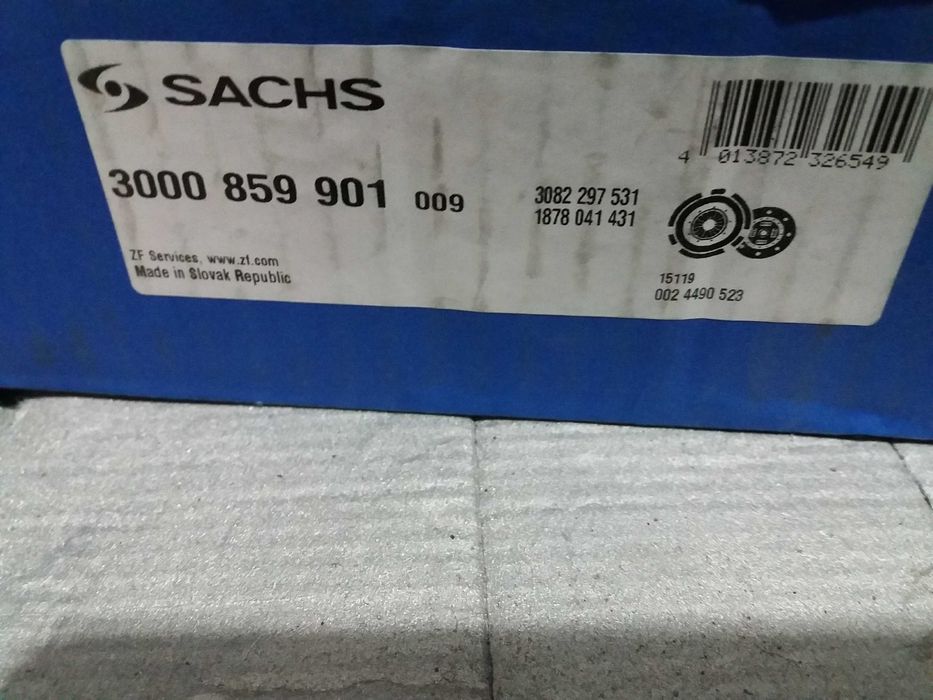 SACHS
4 013872 326549
3000 859 901 009
3082 297 531
1878 041 431
ZF Services, www.zf.com
Made in Slovak Republic
15119
002 4490 523